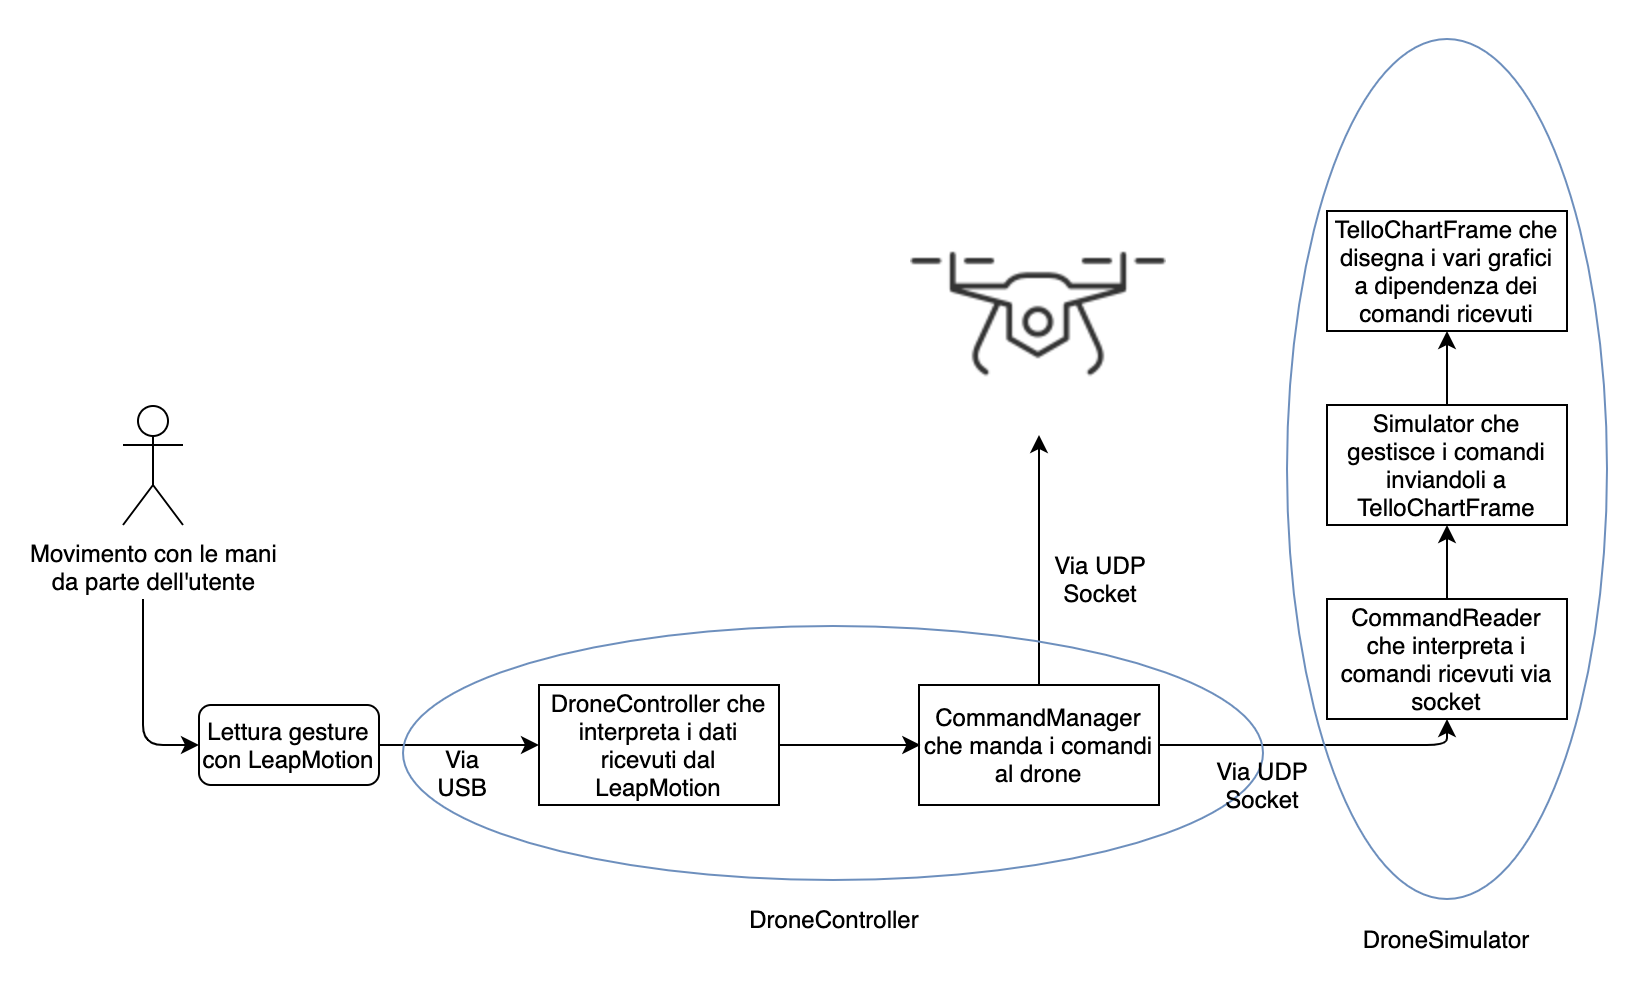 Movimento con le mani
da parte dell'utente
Lettura gesture
con LeapMotion
Via
USB
DroneController che
interpreta i dati
ricevuti dal
LeapMotion
CommandManager
che manda i comandi
al drone
Via UDP
Socket
Via UDP
Socket
DroneController
TelloChartFrame che
disegna i vari grafici
a dipendenza dei
comandi ricevuti
Simulator che
gestisce i comandi
inviandoli a
TelloChartFrame
CommandReader
che interpreta i
comandi ricevuti via
socket
DroneSimulator